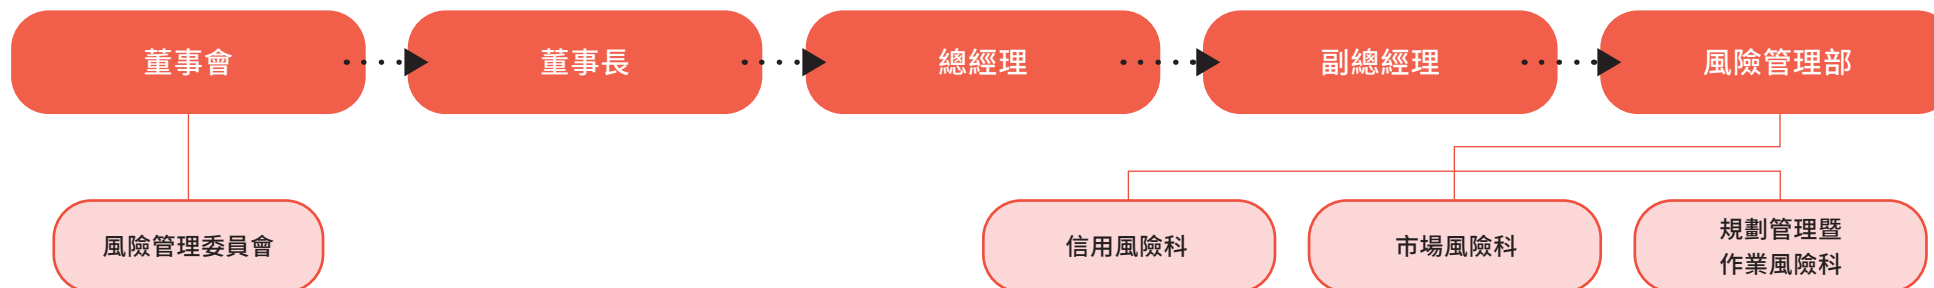 董事會
董事長
總經理
副總經理
風險管理部
風險管理委員會
信用風險科
市場風險科
規劃管理暨
作業風險科